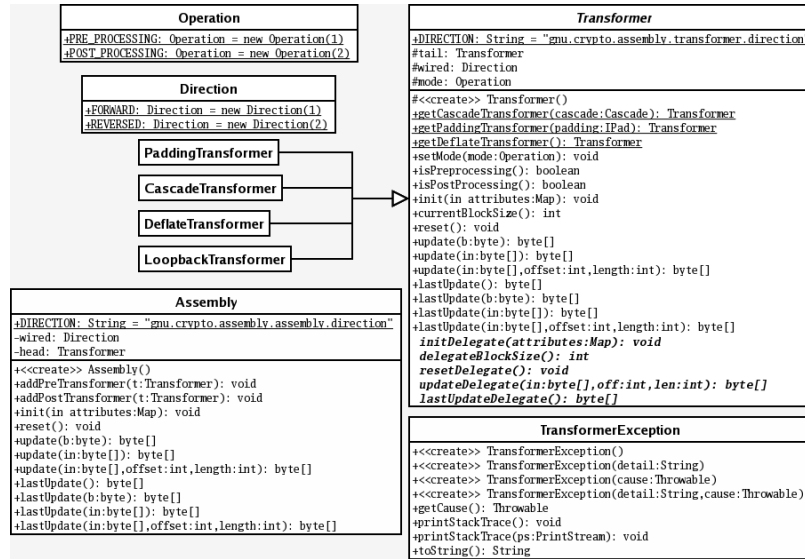 Operation
+PRE_PROCESSING: Operation = new Operation(1)
+POST_PROCESSING: Operation = new Operation(2)
Direction
+FORWARD: Direction = new Direction(1)
+REVERSED: Direction = new Direction(2)
PaddingTransformer
CascadeTransformer
DeflateTransformer
LoopbackTransformer
Assembly
+DIRECTION: String = "gnu.crypto.assembly.assembly.direction"
-wired: Direction
-head: Transformer
+<<create>> Assembly()
+addPreTransformer(t:Transformer): void
+addPostTransformer(t:Transformer): void
+init(in attributes:Map): void
+reset(): void
+update(b:byte): byte[]
+update(in:byte[]): byte[]
+update(in:byte[],offset:int,length:int): byte[]
+lastUpdate(): byte[]
+lastUpdate(b:byte): byte[]
+lastUpdate(in:byte[]): byte[]
+lastUpdate(in:byte[],offset:int,length:int): byte[]
Transformer
+DIRECTION: String = "gnu.crypto.assembly.transformer.direction"
#tail: Transformer
#wired: Direction
#mode: Operation
#<<create>> Transformer()
+getCascadeTransformer(cascade:Cascade): Transformer
+getPaddingTransformer(padding:IPad): Transformer
+getDeflateTransformer(): Transformer
+setMode(mode:Operation): void
+isPreprocessing(): boolean
+isPostProcessing(): boolean
+init(in attributes:Map): void
+currentBlockSize(): int
+reset(): void
+update(b:byte): byte[]
+update(in:byte[]): byte[]
+update(in:byte[],offset:int,length:int): byte[]
+lastUpdate(): byte[]
+lastUpdate(b:byte): byte[]
+lastUpdate(in:byte[]): byte[]
+lastUpdate(in:byte[],offset:int,length:int): byte[]
initDelegate(attributes:Map): void
delegateBlockSize(): int
resetDelegate(): void
updateDelegate(in:byte[],off:int,len:int): byte[]
lastUpdateDelegate(): byte[]
TransformerException
+<<create>> TransformerException()
+<<create>> TransformerException(detail:String)
+<<create>> TransformerException(cause:Throwable)
+<<create>> TransformerException(detail:String,cause:Throwable)
+getCause(): Throwable
+printStackTrace(): void
+printStackTrace(ps:PrintStream): void
+toString(): String